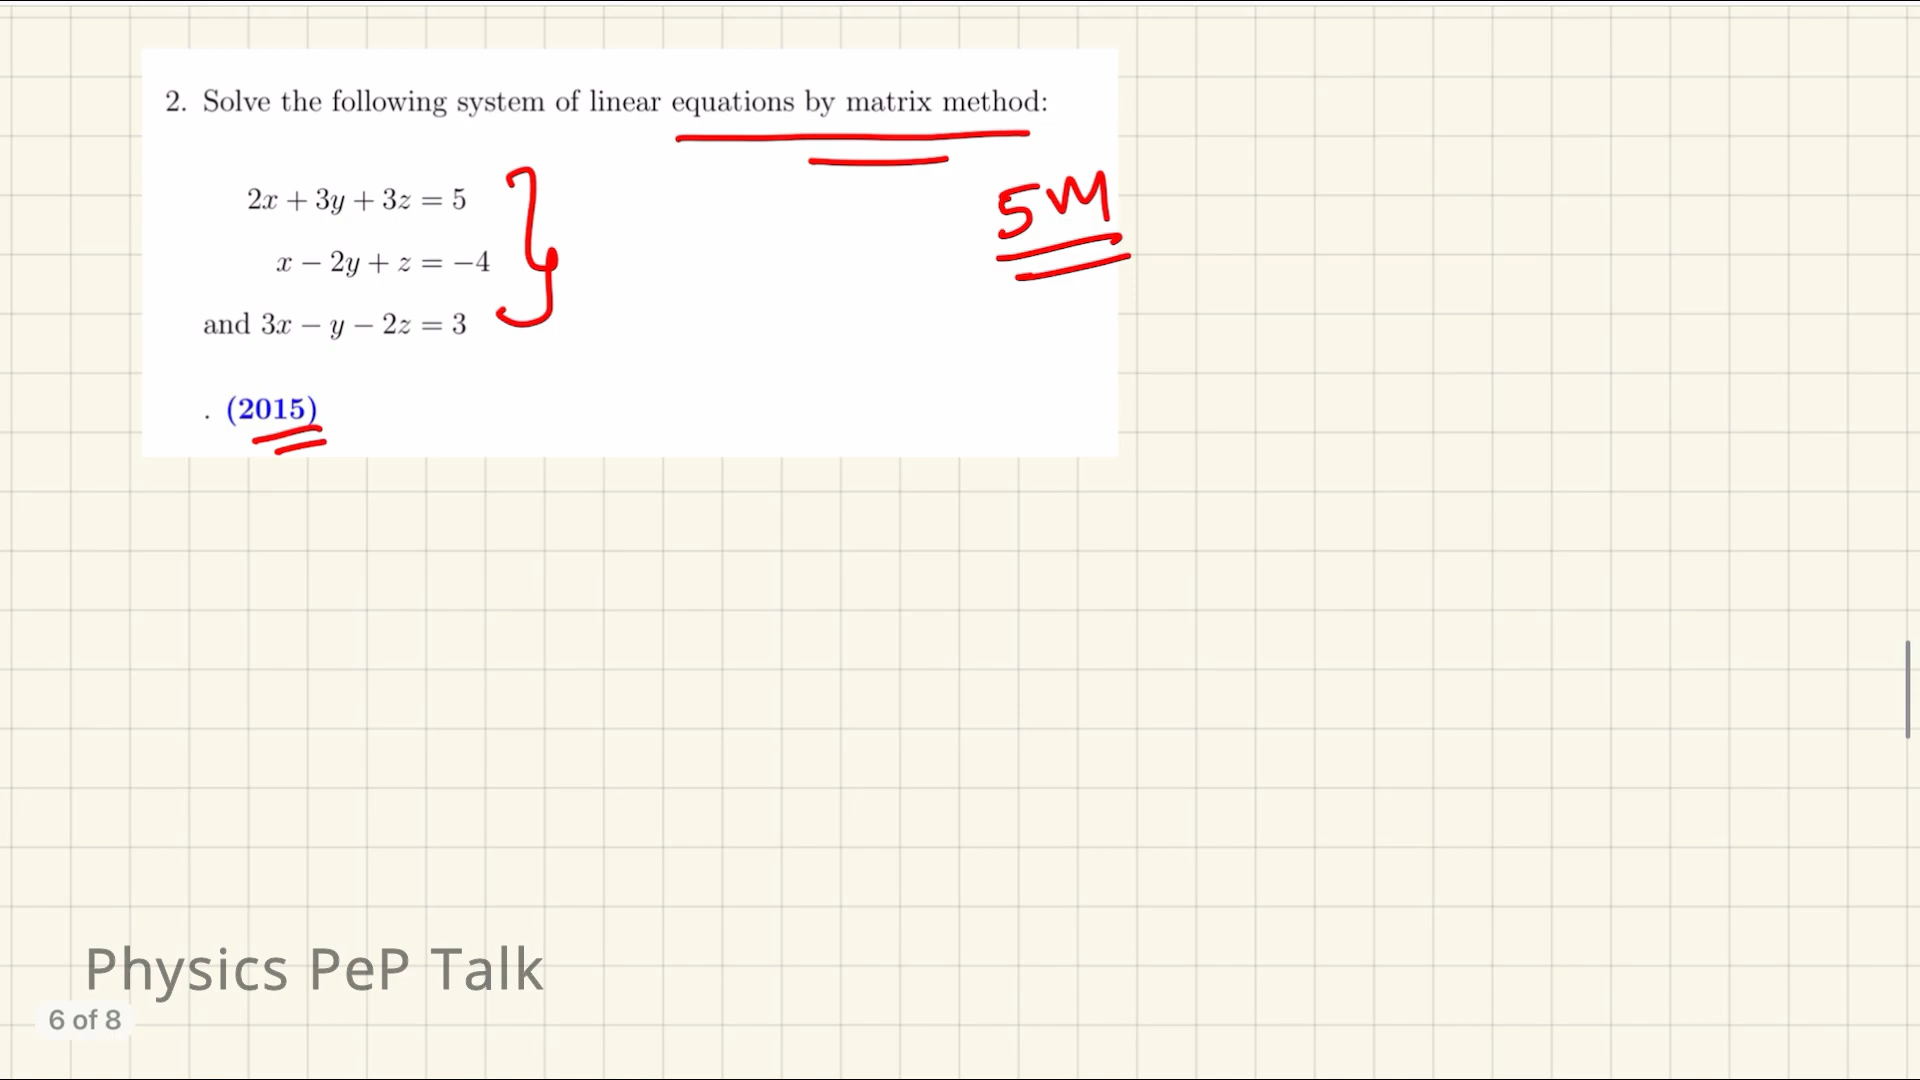 2. Solve the following system of linear equations by matrix method:
2x + 3y + 3z = 5
5M
x − 2y + z = −4
and 3x − y − 2z = 3
. (2015)
Physics PeP Talk
6 of 8